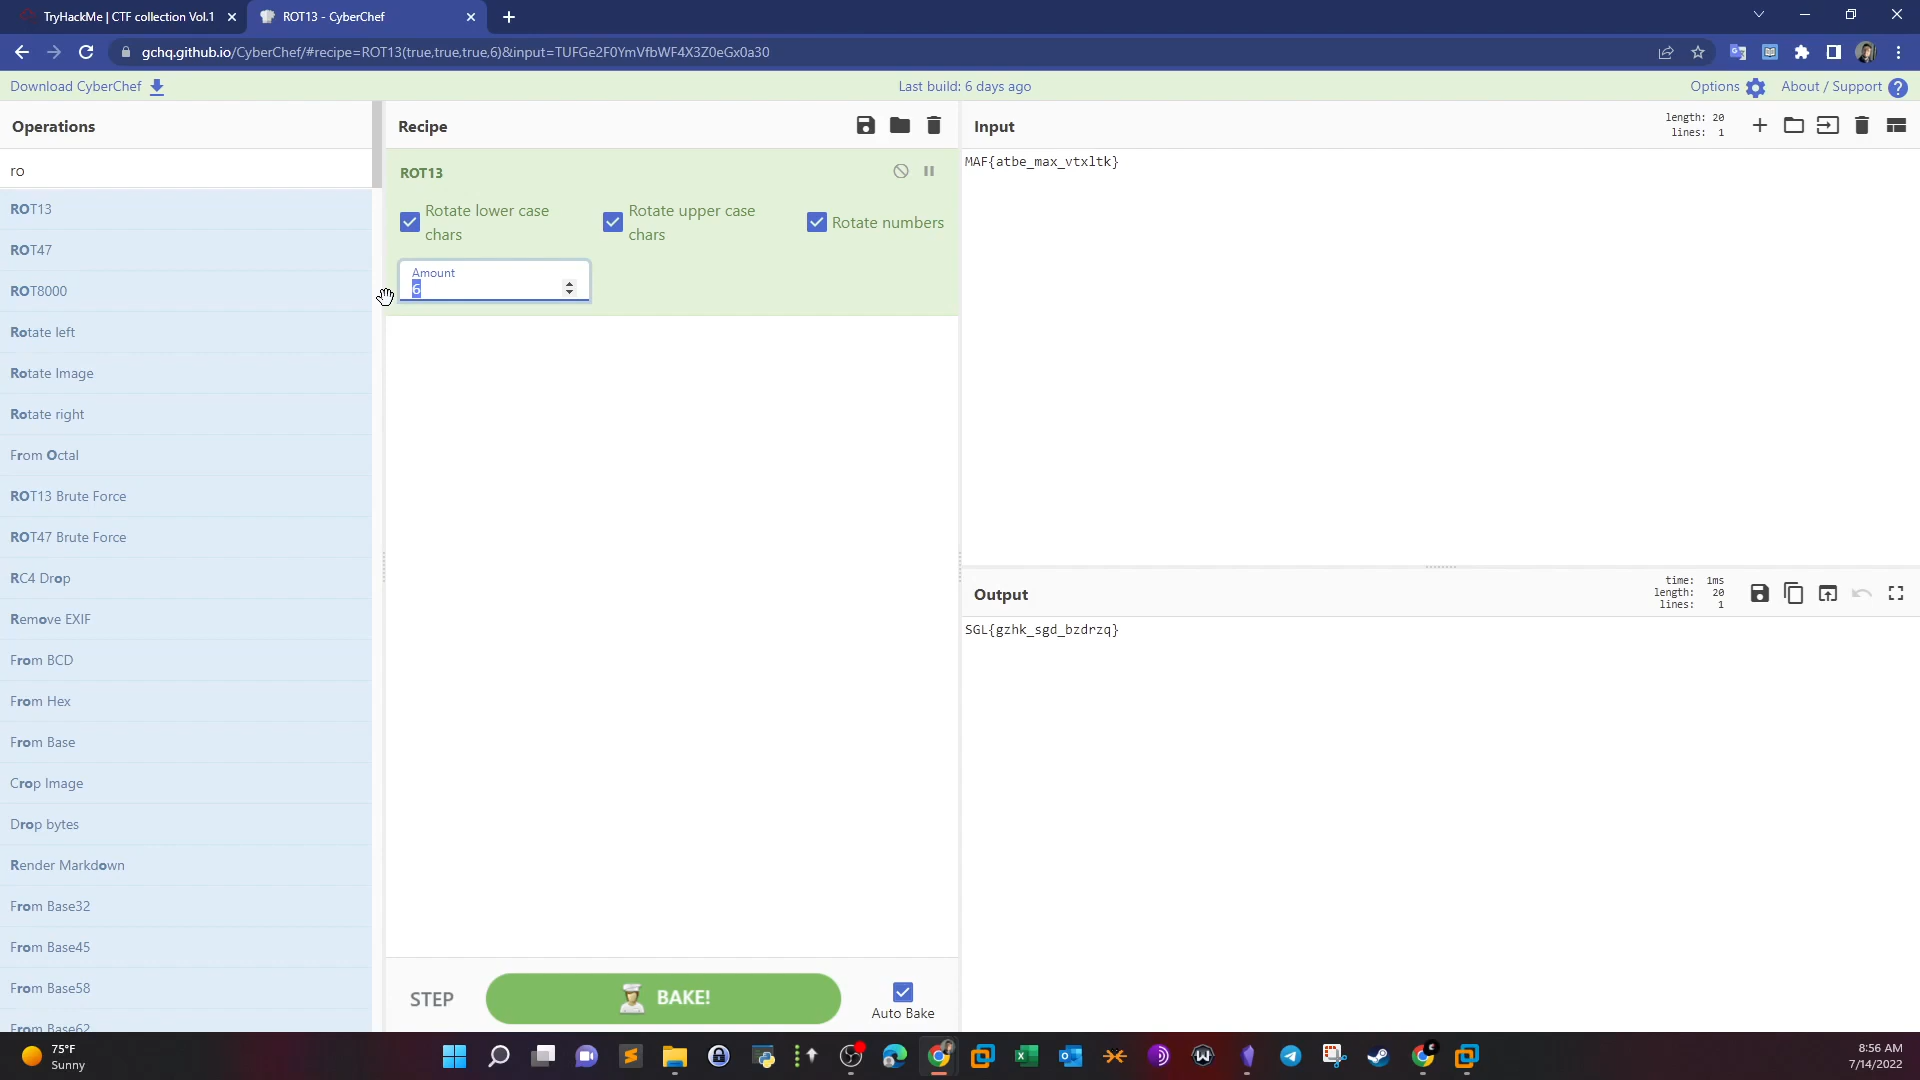 TryHackMe | CTF collection Vol.1
ROT13 - CyberChef
gchq.github.io/CyberChef/#recipe=ROT13(true,true,true,6)&input=TUFGe2F0YmVfbWF4X3Z0eGx0a30
Download CyberChef
Last build: 6 days ago
Options
About / Support
Operations
ro
ROT13
ROT47
ROT8000
Rotate left
Rotate Image
Rotate right
From Octal
ROT13 Brute Force
ROT47 Brute Force
RC4 Drop
Remove EXIF
From BCD
From Hex
From Base
Crop Image
Drop bytes
Render Markdown
From Base32
From Base45
From Base58
From Base62
Recipe
ROT13
Rotate lower case
chars
Rotate upper case
chars
Rotate numbers
Amount
6
STEP
BAKE!
Auto Bake
Input
length: 20
lines: 1
MAF{atbe_max_vtxltk}
Output
time: 1ms
length: 20
lines: 1
SGL{gzhk_sgd_bzdrzq}
75°F
Sunny
8:56 AM
7/14/2022